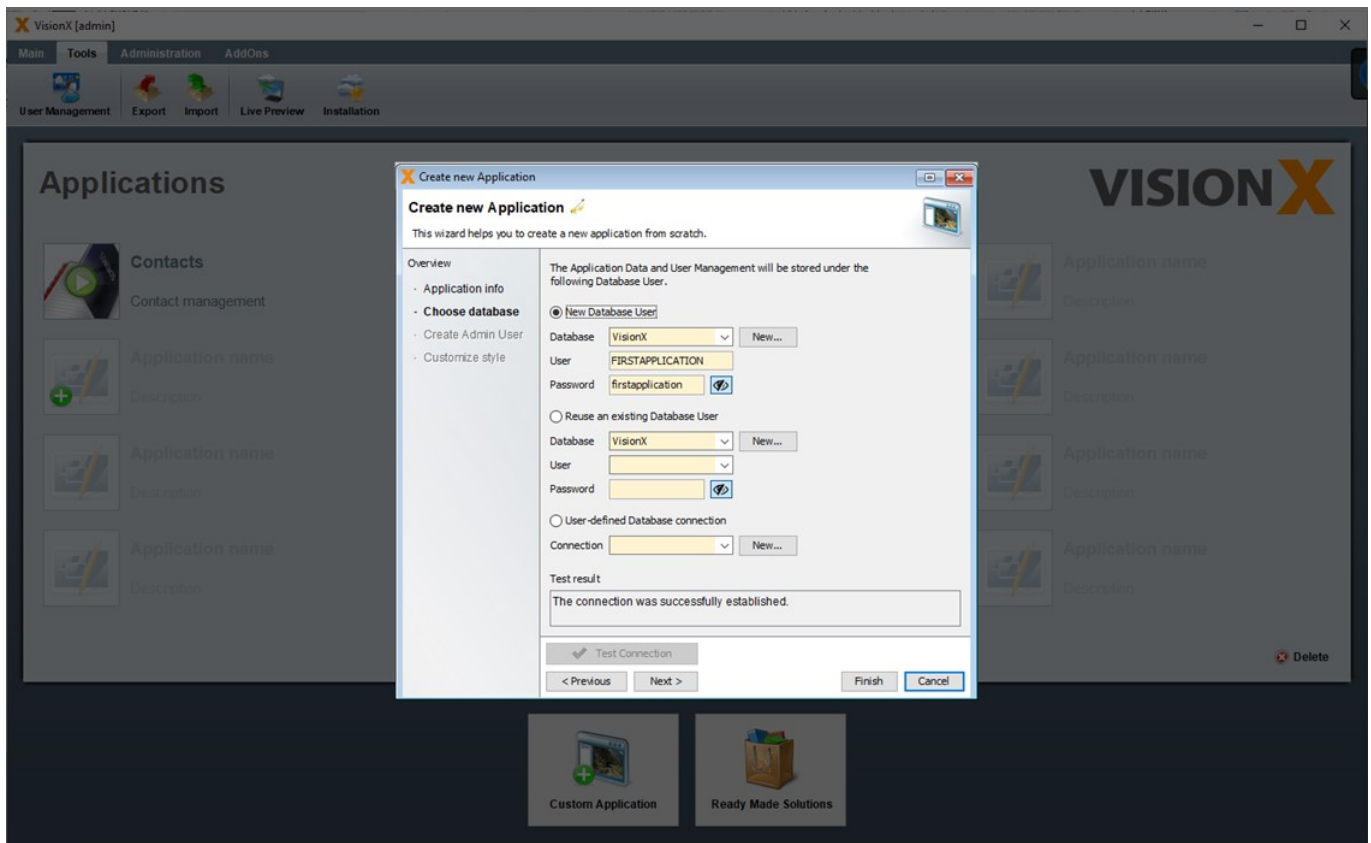 VisionX [admin]
Main Tools Administration AddOns
User Management Export Import Live Preview Installation
Applications
VISIONX
Contacts
Contact management
Application name
Description
Application name
Description
Application name
Description
Create new Application
Create new Application
This wizard helps you to create a new application from scratch.
Overview
· Application info
· Choose database
· Create Admin User
· Customize style
The Application Data and User Management will be stored under the
following Database User.
New Database User
Database VisionX New...
User FIRSTAPPLICATION
Password firstapplication
Reuse an existing Database User
Database VisionX New...
User
Password
User-defined Database connection
Connection New...
Test result
The connection was successfully established.
Test Connection
< Previous Next > Finish Cancel
Application name
Description
Application name
Description
Application name
Description
Application name
Description
Delete
Custom Application Ready Made Solutions